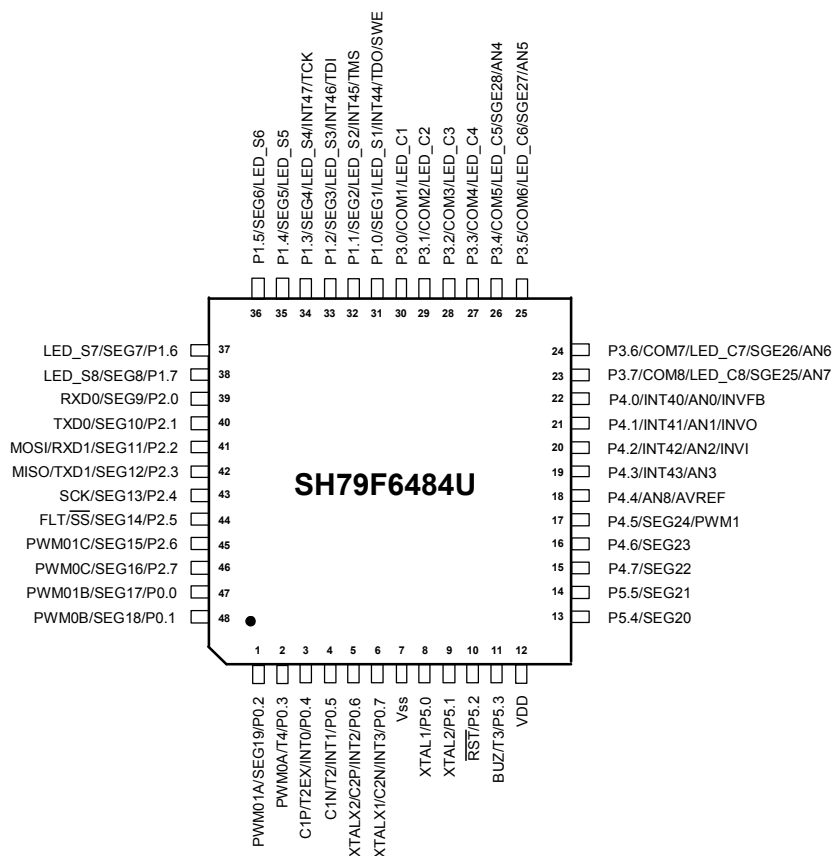 P1.5/SEG6/LED_S6
P1.4/SEG5/LED_S5
P1.3/SEG4/LED_S4/INT47/TCK
P1.2/SEG3/LED_S3/INT46/TDI
P1.1/SEG2/LED_S2/INT45/TMS
P1.0/SEG1/LED_S1/INT44/TDO/SWE
P3.0/COM1/LED_C1
P3.1/COM2/LED_C2
P3.2/COM3/LED_C3
P3.3/COM4/LED_C4
P3.4/COM5/LED_C5/SGE28/AN4
P3.5/COM6/LED_C6/SGE27/AN5
36 35 34 33 32 31 30 29 28 27 26 25
LED_S7/SEG7/P1.6 37
LED_S8/SEG8/P1.7 38
RXD0/SEG9/P2.0 39
TXD0/SEG10/P2.1 40
MOSI/RXD1/SEG11/P2.2 41
MISO/TXD1/SEG12/P2.3 42
SCK/SEG13/P2.4 43
FLT/SS/SEG14/P2.5 44
PWM01C/SEG15/P2.6 45
PWM0C/SEG16/P2.7 46
PWM01B/SEG17/P0.0 47
PWM0B/SEG18/P0.1 48
SH79F6484U
24 P3.6/COM7/LED_C7/SGE26/AN6
23 P3.7/COM8/LED_C8/SGE25/AN7
22 P4.0/INT40/AN0/INVFB
21 P4.1/INT41/AN1/INVO
20 P4.2/INT42/AN2/INVI
19 P4.3/INT43/AN3
18 P4.4/AN8/AVREF
17 P4.5/SEG24/PWM1
16 P4.6/SEG23
15 P4.7/SEG22
14 P5.5/SEG21
13 P5.4/SEG20
1 2 3 4 5 6 7 8 9 10 11 12
PWM01A/SEG19/P0.2
PWM0A/T4/P0.3
C1P/T2EX/INT0/P0.4
C1N/T2/INT1/P0.5
XTALX2/C2P/INT2/P0.6
XTALX1/C2N/INT3/P0.7
Vss
XTAL1/P5.0
XTAL2/P5.1
RST/P5.2
BUZ/T3/P5.3
VDD